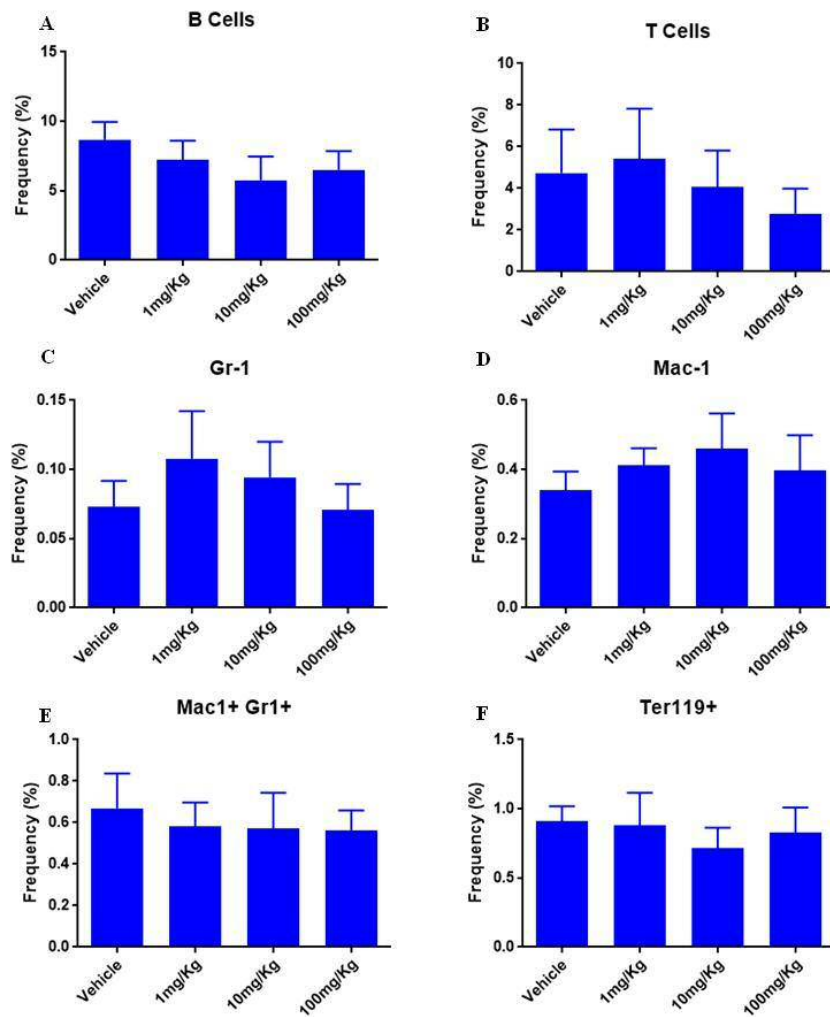 A
B Cells
Frequency (%)
15
10
5
0
Vehicle
1mg/Kg
10mg/Kg
100mg/Kg
B
T Cells
Frequency (%)
10
8
6
4
2
0
Vehicle
1mg/Kg
10mg/Kg
100mg/Kg
C
Gr-1
Frequency (%)
0.15
0.10
0.05
0.00
Vehicle
1mg/Kg
10mg/Kg
100mg/Kg
D
Mac-1
Frequency (%)
0.6
0.4
0.2
0.0
Vehicle
1mg/Kg
10mg/Kg
100mg/Kg
E
Mac1+ Gr1+
Frequency (%)
1.0
0.8
0.6
0.4
0.2
0.0
Vehicle
1mg/Kg
10mg/Kg
100mg/Kg
F
Ter119+
Frequency (%)
1.5
1.0
0.5
0.0
Vehicle
1mg/Kg
10mg/Kg
100mg/Kg